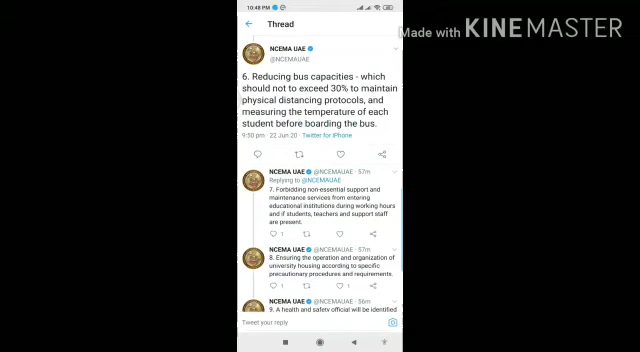 10:48 PM
Made with KINEMASTER
Thread
NCEMA UAE
@NCEMAUAE
6. Reducing bus capacities - which
should not to exceed 30% to maintain
physical distancing protocols, and
measuring the temperature of each
student before boarding the bus.
9:50 pm · 22 Jun 20 · Twitter for iPhone
NCEMA UAE @NCEMAUAE · 57m
Replying to @NCEMAUAE
7. Forbidding non-essential support and
maintenance services from entering
educational institutions during working hours
and if students, teachers and support staff
are present.
1
NCEMA UAE @NCEMAUAE · 57m
8. Ensuring the operation and organization of
university housing according to specific
precautionary procedures and requirements.
1 1
NCEMA UAE @NCEMAUAE · 56m
9. A health and safety official will be identified
Tweet your reply